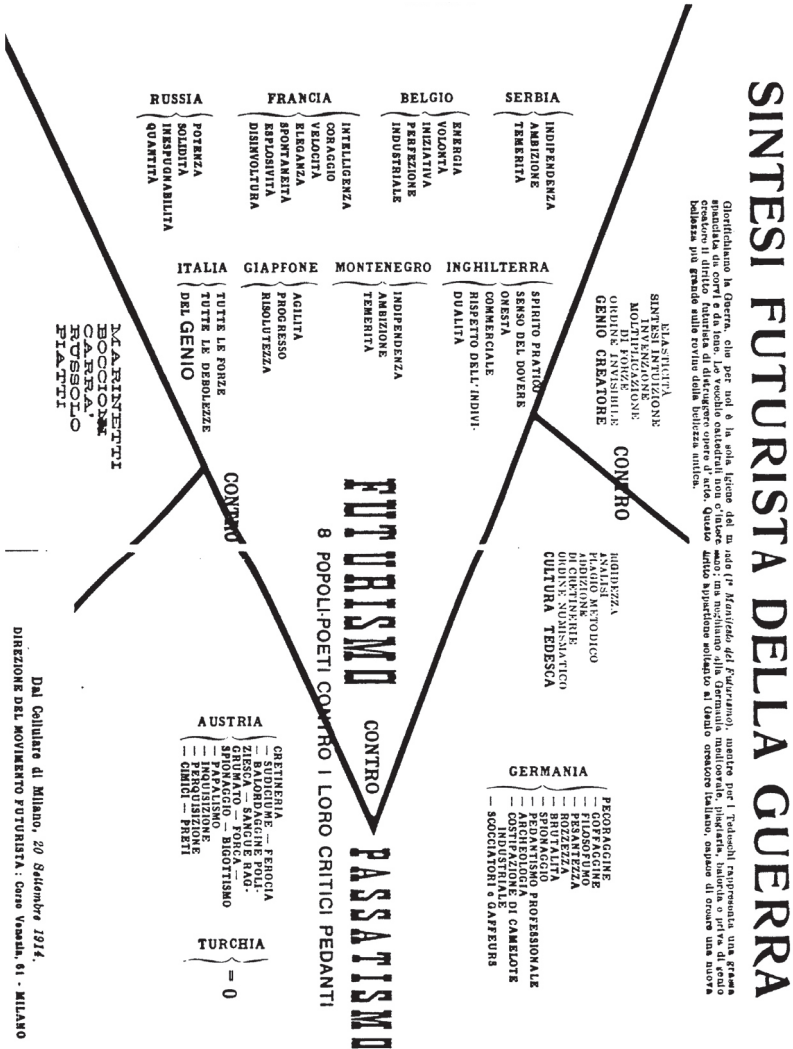 SINTESI FUTURISTA DELLA GUERRA
Glorifichiamo la Guerra, che per noi è la sola igiene del m ndo (1° Manifesto del Futurismo), mentre per i Tedeschi rappresenta una grassa
spanciata da corvi e da iene. Le vecchie cattedrali non c'intere sano; ma neghiamo alla Germania medioevale, plagiaria, balorda e priva di genio
creatore il diritto futurista di distruggere opere d'arte. Questo diritto appartiene soltanto al Genio creatore italiano, capace di creare una nuova
bellezza più grande sulle rovine della bellezza antica.
ELASTICITÀ
SINTESI INTUIZIONE
INVENZIONE
MOLTIPLICAZIONE
DI FORZE
ORDINE INVISIBILE
GENIO CREATORE
CONTRO
RIGIDEZZA
ANALISI
PLAGIO METODICO
ADDIZIONE
DI CRETINERIE
ORDINE NUMISMATICO
CULTURA TEDESCA
SERBIA
INDIPENDENZA
AMBIZIONE
TEMERITÀ
BELGIO
ENERGIA
VOLONTÀ
INIZIATIVA
PERFEZIONE
INDUSTRIALE
FRANCIA
INTELLIGENZA
CORAGGIO
VELOCITÀ
ELEGANZA
SPONTANEITÀ
ESPLOSIVITÀ
DISINVOLTURA
RUSSIA
POTENZA
SOLIDITÀ
INESPUGNABILITÀ
QUANTITÀ
INGHILTERRA
SPIRITO PRATICO
SENSO DEL DOVERE
ONESTÀ
COMMERCIALE
RISPETTO DELL'INDIVI-
DUALITÀ
MONTENEGRO
INDIPENDENZA
AMBIZIONE
TEMERITÀ
GIAPPONE
AGILITÀ
PROGRESSO
RISOLUTEZZA
ITALIA
TUTTE LE FORZE
TUTTE LE DEBOLEZZE
DEL GENIO
FUTURISMO
CONTRO
PASSATISMO
8 POPOLI-POETI CONTRO I LORO CRITICI PEDANTI
CONTRO
GERMANIA
PECORAGGINE
— GOFFAGGINE
— FILOSOFUMO
— PESANTEZZA
— ROZZEZZA
— BRUTALITÀ
— SPIONAGGIO
— PEDANTISMO PROFESSIONALE
— ARCHEOLOGIA
— COSTIPAZIONE DI CAMELOTE
INDUSTRIALE
— SCOCCIATORI e GAFFEURS
AUSTRIA
CRETINERIA
— SUDICIUME — FEROCIA
— BALORDAGGINE POLI-
ZIESCA — SANGUE RAG-
GRUMATO — FORCA —
SPIONAGGIO — BIGOTTISMO
— PAPALISMO
— INQUISIZIONE
— PERQUISIZIONE
— CIMICI — PRETI
TURCHIA
= 0
MARINETTI
BOCCIONI
CARRA'
RUSSOLO
PIATTI
Dal Cellulare di Milano, 20 Settembre 1914.
DIREZIONE DEL MOVIMENTO FUTURISTA: Corso Venezia, 61 - MILANO